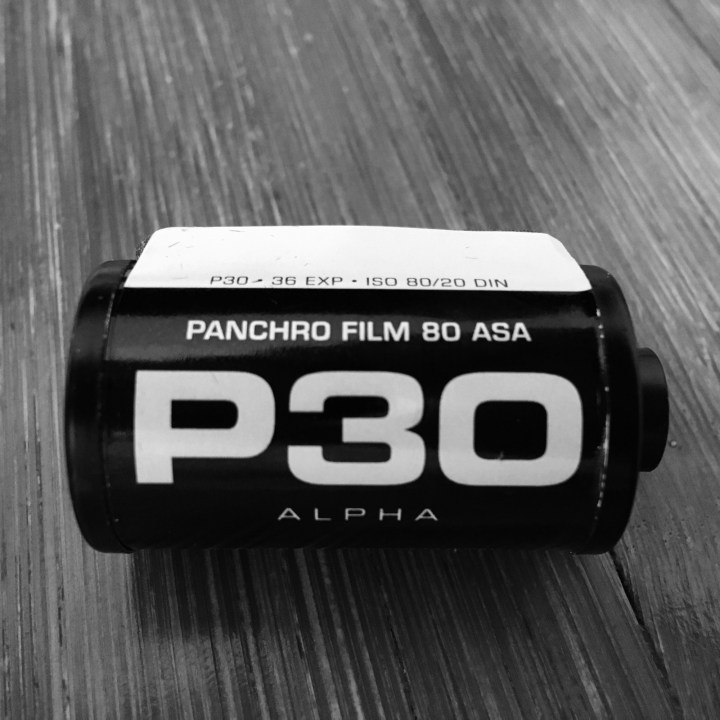 P30 • 36 EXP • ISO 80/20 DIN
PANCHRO FILM 80 ASA
P30
ALPHA